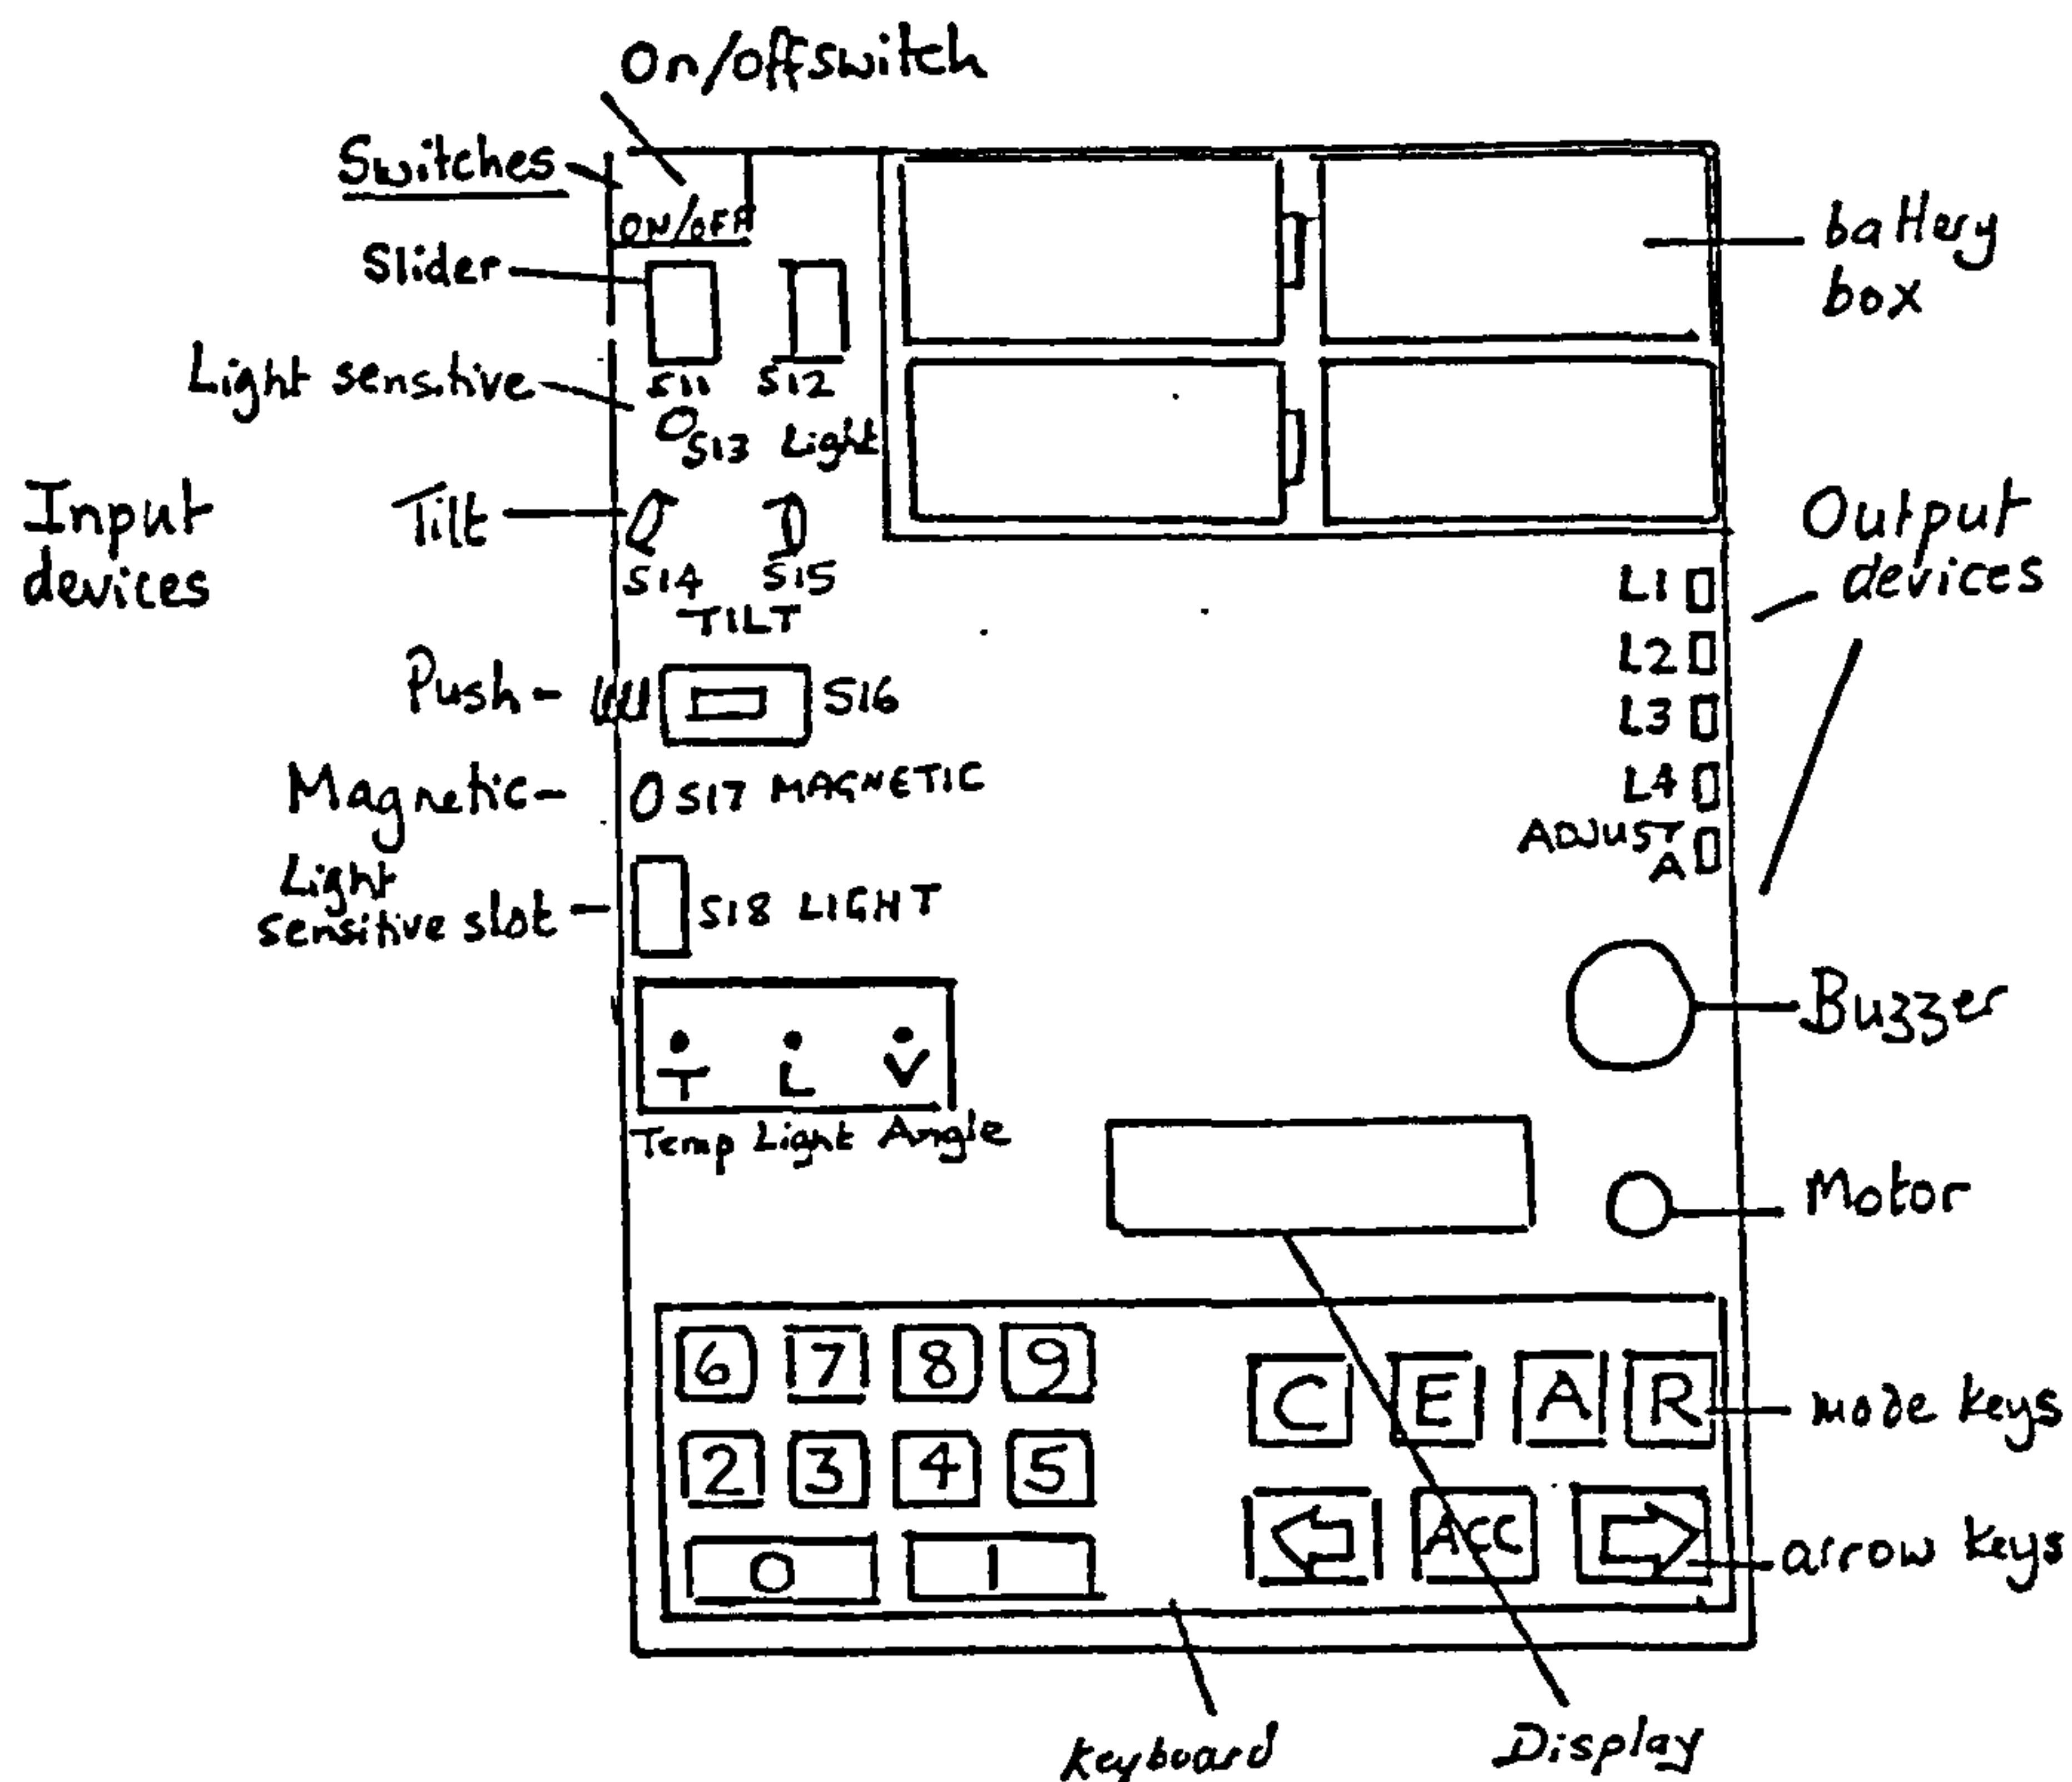 On/off switch
Switches
ON/OFF
Slider
battery
box
Light sensitive
S11 S12
S13 Light
Input
devices
Tilt
S14 S15
TILT
Output
devices
L1
L2
L3
L4
ADJUST
A
Push
S16
Magnetic
S17 MAGNETIC
Light
sensitive slot
S18 LIGHT
Buzzer
T L V
Temp Light Angle
Motor
6 7 8 9
C E A R
mode keys
2 3 4 5
ACC
arrow keys
0 1
Keyboard
Display